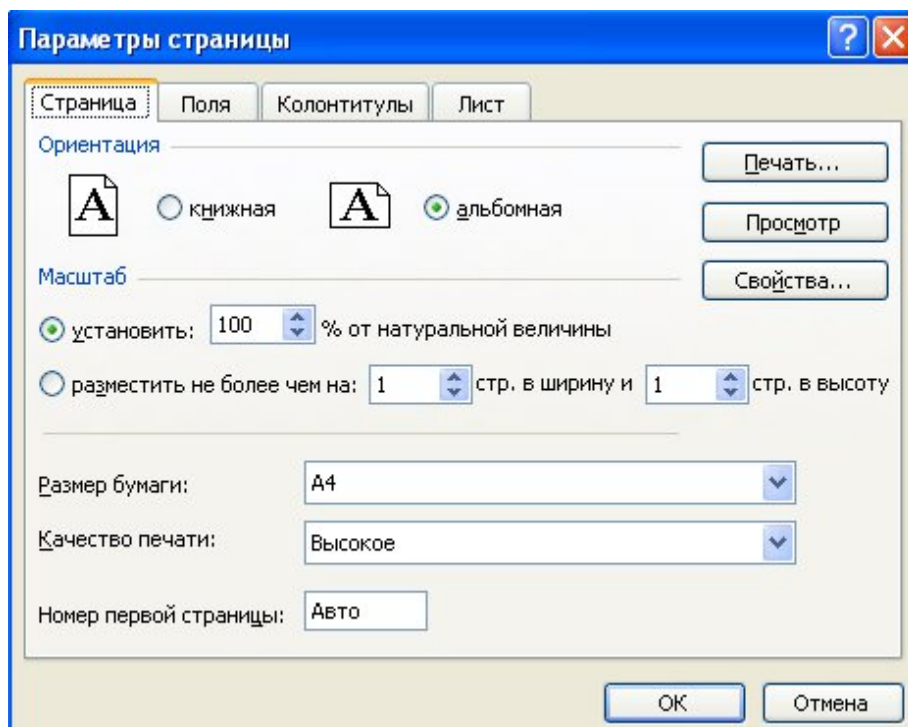 Параметры страницы
?
Страница Поля Колонтитулы Лист
Ориентация
A книжная A альбомная
Печать...
Просмотр
Масштаб
Свойства...
установить: 100 % от натуральной величины
разместить не более чем на: 1 стр. в ширину и 1 стр. в высоту
Размер бумаги: A4
Качество печати: Высокое
Номер первой страницы: Авто
ОК Отмена